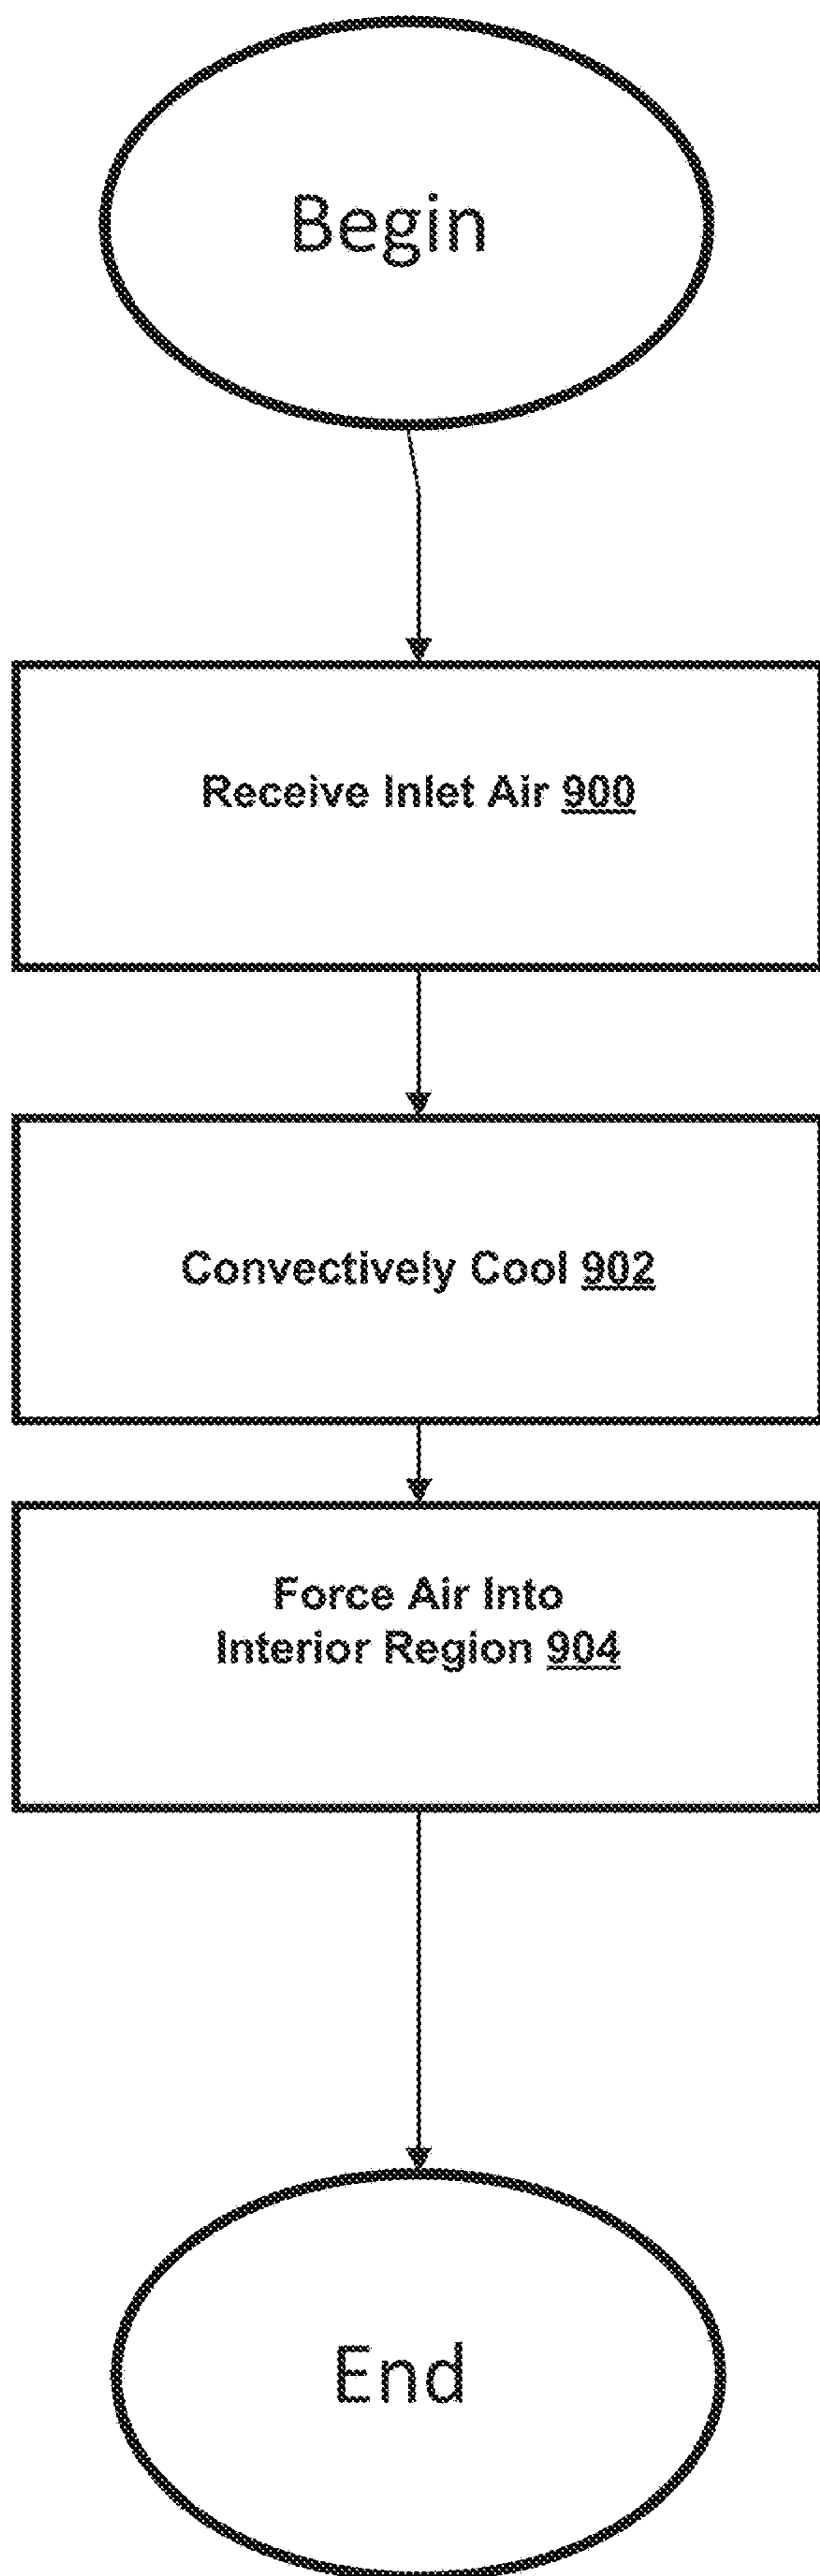 Begin
Receive Inlet Air 900
Convectively Cool 902
Force Air Into
Interior Region 904
End